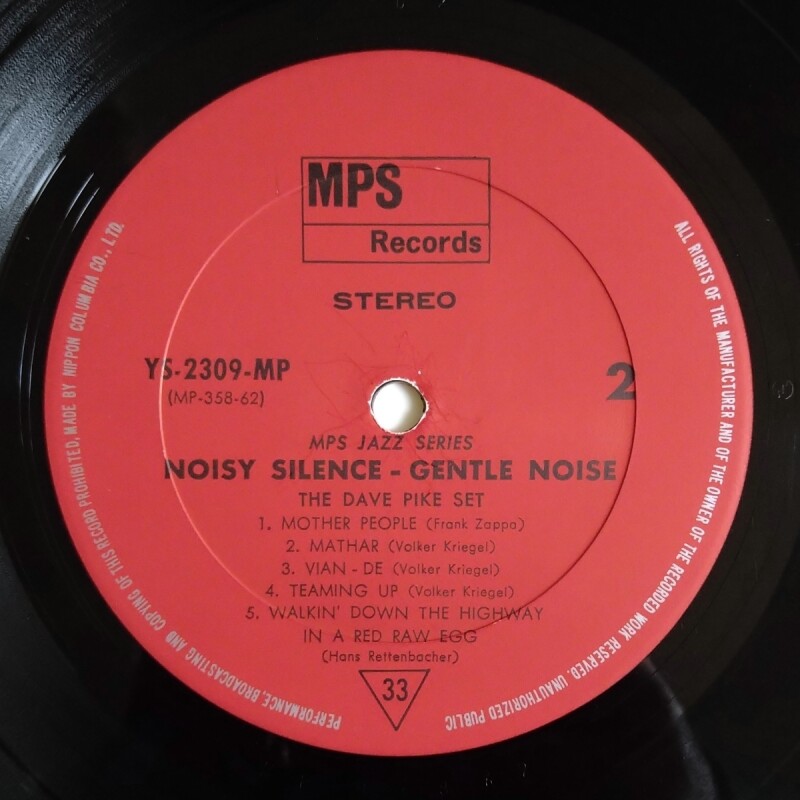 MPS
Records
STEREO
YS-2309-MP
(MP-358-62)
2
MPS JAZZ SERIES
NOISY SILENCE - GENTLE NOISE
THE DAVE PIKE SET
1. MOTHER PEOPLE (Frank Zappa)
2. MATHAR (Volker Kriegel)
3. VIAN - DE (Volker Kriegel)
4. TEAMING UP (Volker Kriegel)
5. WALKIN' DOWN THE HIGHWAY
IN A RED RAW EGG
(Hans Rettenbacher)
33
ALL RIGHTS OF THE MANUFACTURER AND OF THE OWNER OF THE RECORDED WORK RESERVED. UNAUTHORIZED PUBLIC
PERFORMANCE, BROADCASTING AND COPYING OF THIS RECORD PROHIBITED, MADE BY NIPPON COLUMBIA CO., LTD.